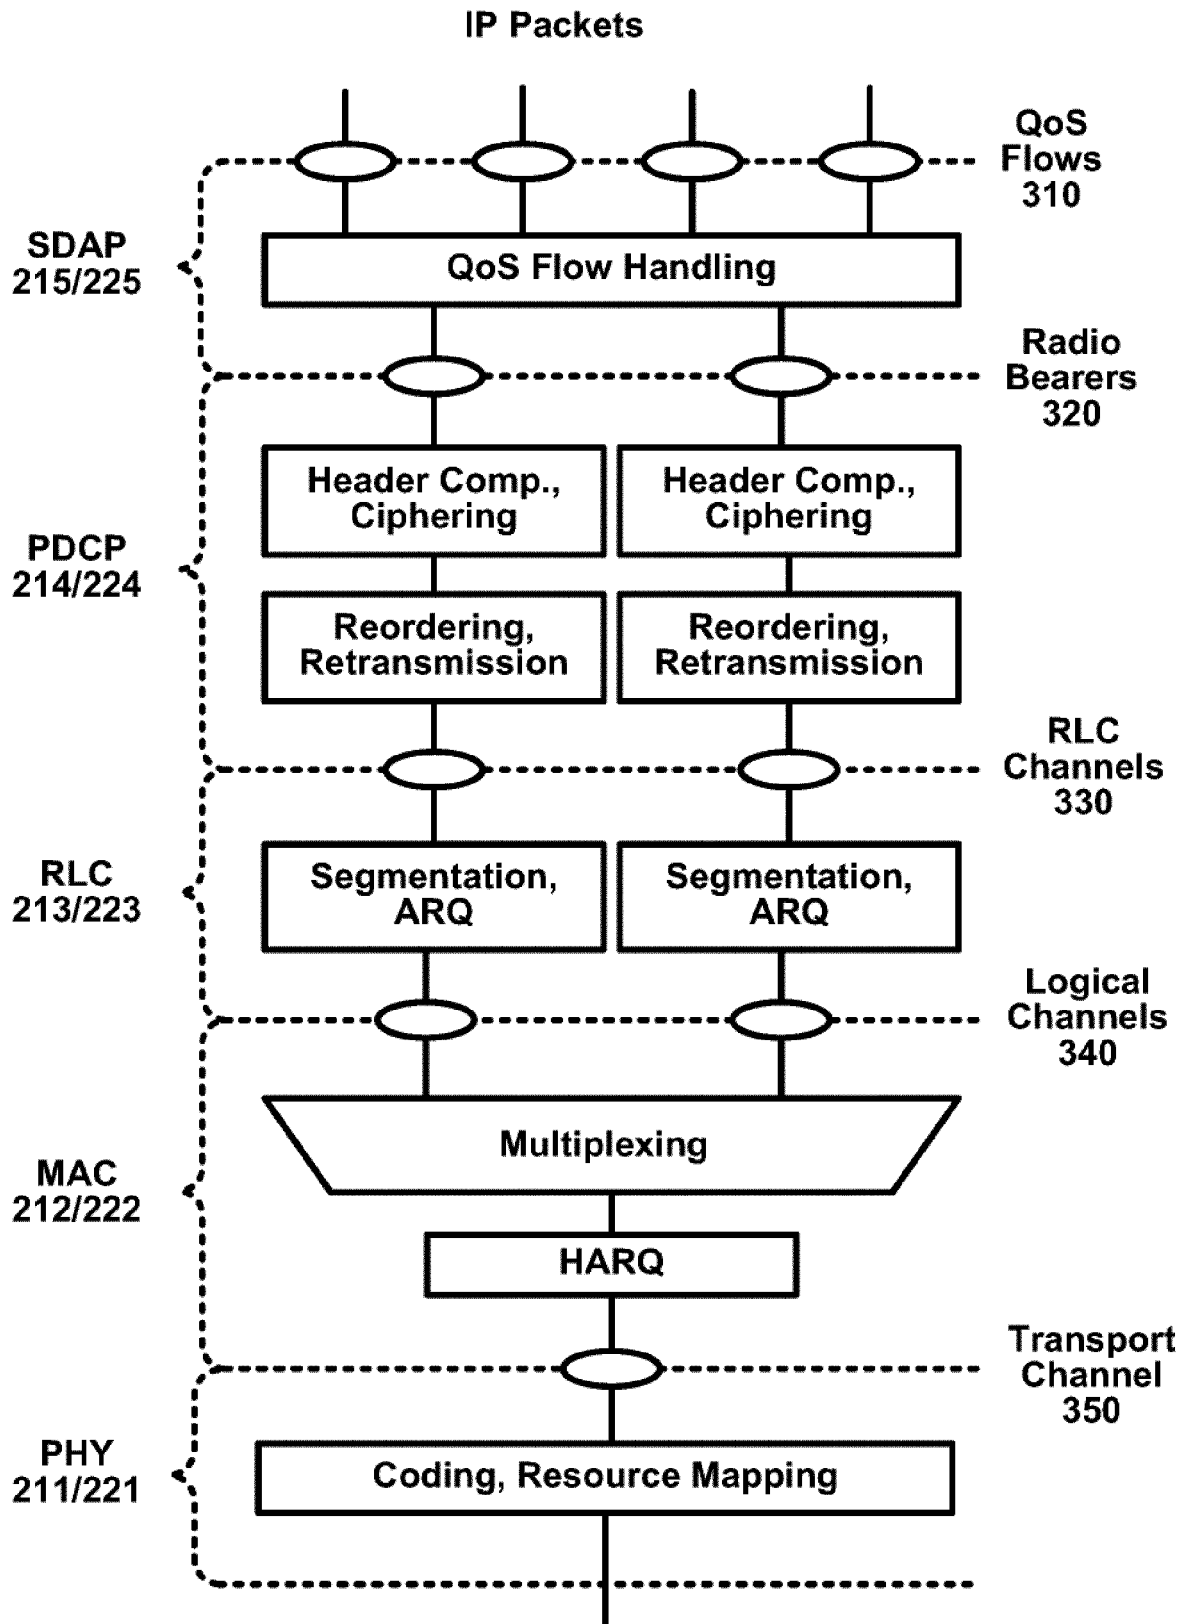 IP Packets
QoS
Flows
310
SDAP
215/225
QoS Flow Handling
Radio
Bearers
320
Header Comp.,
Ciphering
Header Comp.,
Ciphering
PDCP
214/224
Reordering,
Retransmission
Reordering,
Retransmission
RLC
Channels
330
RLC
213/223
Segmentation,
ARQ
Segmentation,
ARQ
Logical
Channels
340
Multiplexing
MAC
212/222
HARQ
Transport
Channel
350
PHY
211/221
Coding, Resource Mapping